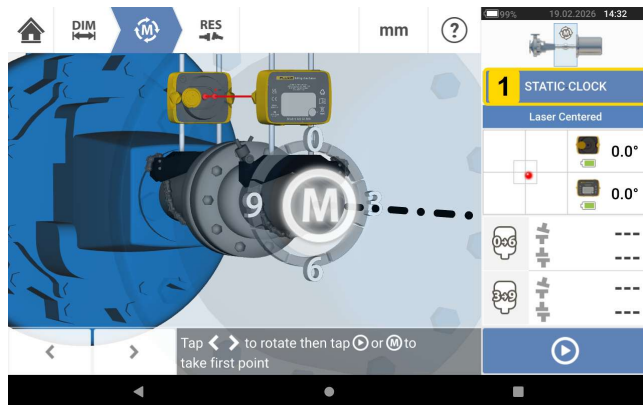 DIM
M
RES
mm
?
99%
19.02.2026 14:32
1 STATIC CLOCK
Laser Centered
0.0°
0.0°
0
9
M
3
6
0 6
---
---
3 9
---
---
Tap < > to rotate then tap or M to
take first point